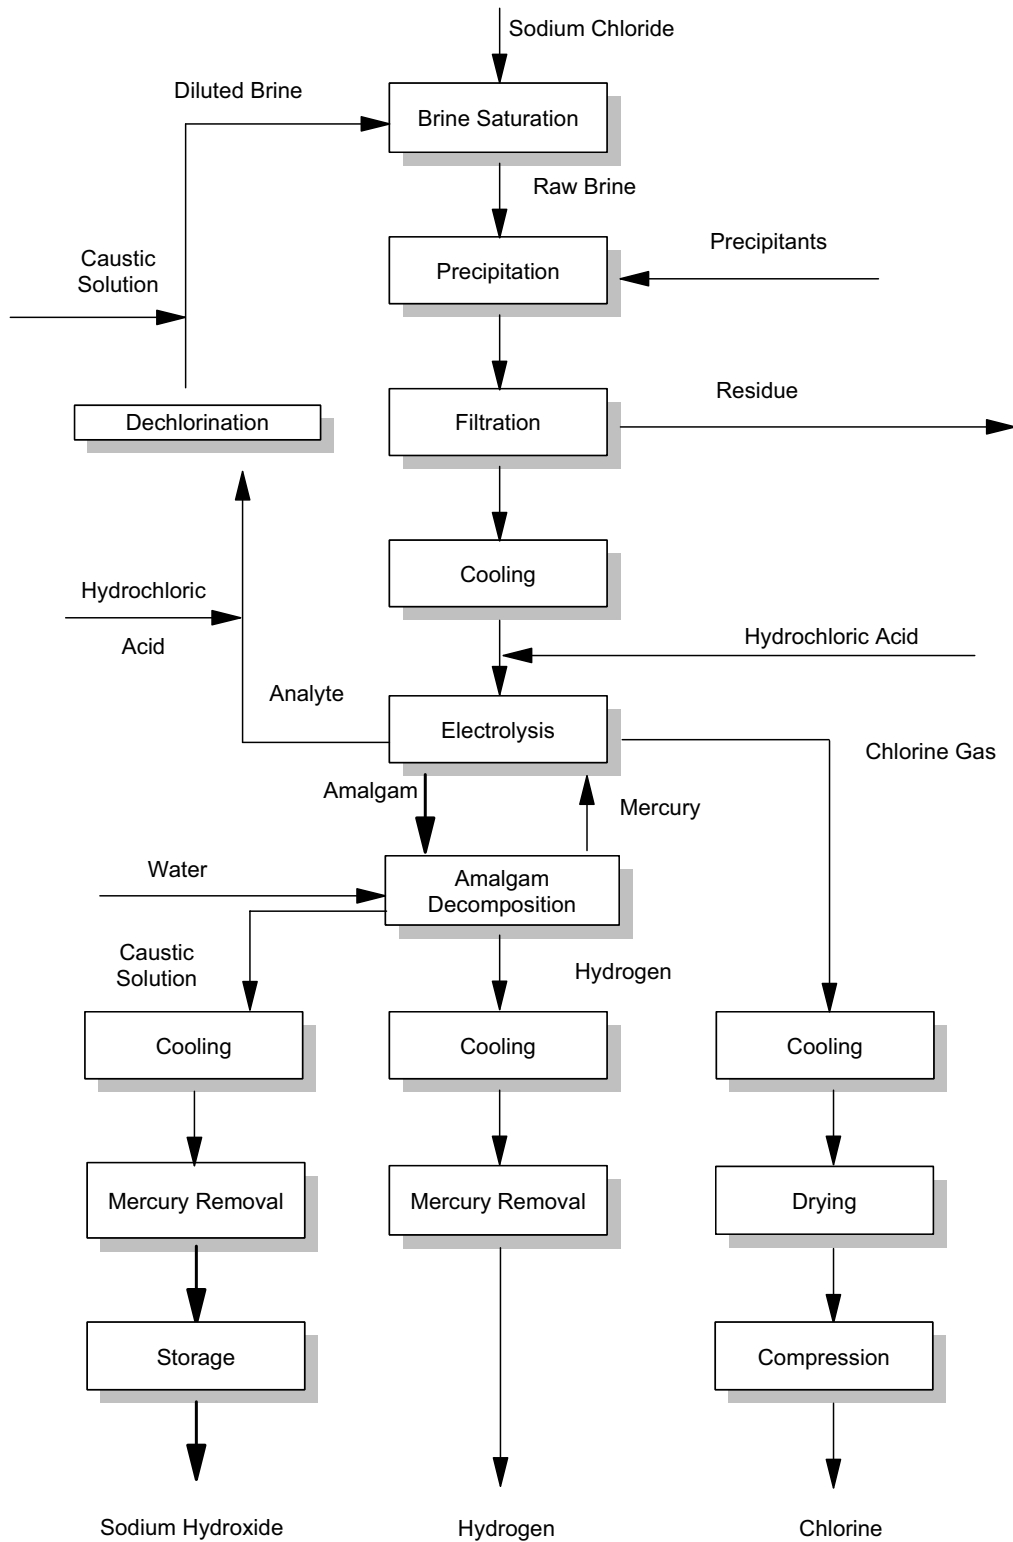 Sodium Chloride
Diluted Brine
Brine Saturation
Raw Brine
Precipitants
Caustic
Solution
Precipitation
Residue
Dechlorination
Filtration
Cooling
Hydrochloric
Acid
Hydrochloric Acid
Analyte
Electrolysis
Chlorine Gas
Amalgam
Mercury
Water
Amalgam
Decomposition
Caustic
Solution
Hydrogen
Cooling
Cooling
Cooling
Mercury Removal
Mercury Removal
Drying
Storage
Compression
Sodium Hydroxide
Hydrogen
Chlorine